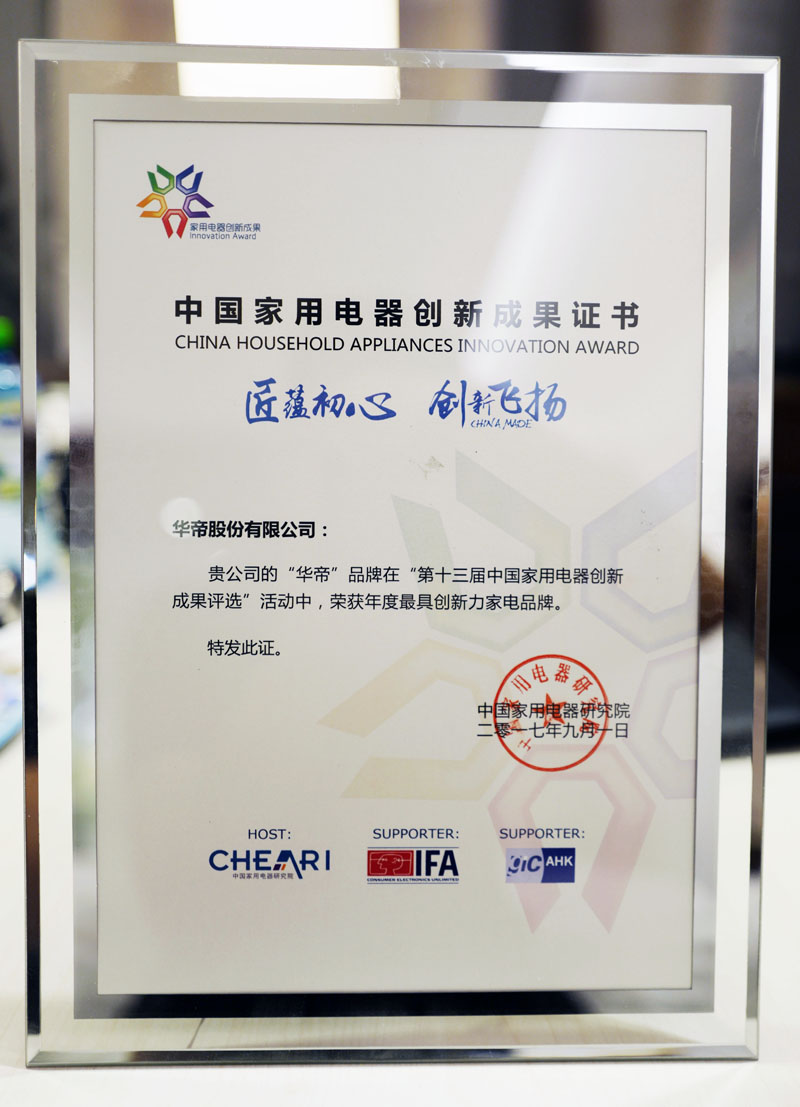 家用电器创新成果
Innovation Award
中国家用电器创新成果证书
CHINA HOUSEHOLD APPLIANCES INNOVATION AWARD
匠蕴初心 创新飞扬
CHINA MADE
华帝股份有限公司：
贵公司的“华帝”品牌在“第十三届中国家用电器创新
成果评选”活动中，荣获年度最具创新力家电品牌。
特发此证。
中国家用电器研究院
二零一七年九月一日
HOST: SUPPORTER: SUPPORTER:
CHEARI IFA gic AHK
中国家用电器研究院 CONSUMER ELECTRONICS UNLIMITED